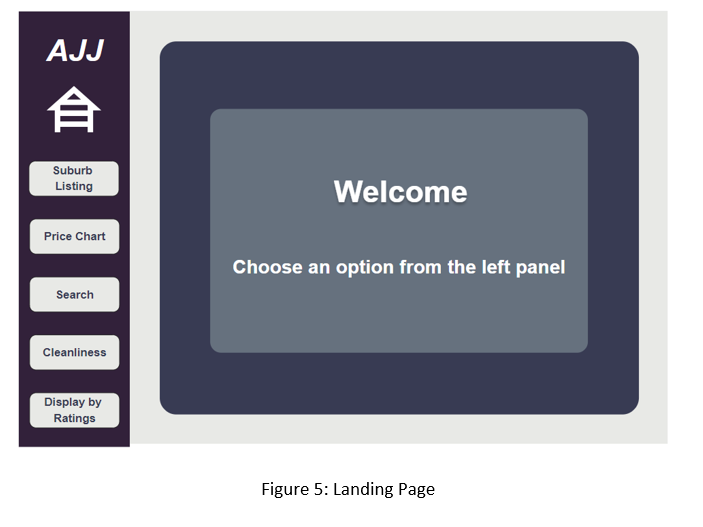 AJJ
Suburb
Listing
Price Chart
Search
Cleanliness
Display by
Ratings
Welcome
Choose an option from the left panel
Figure 5: Landing Page